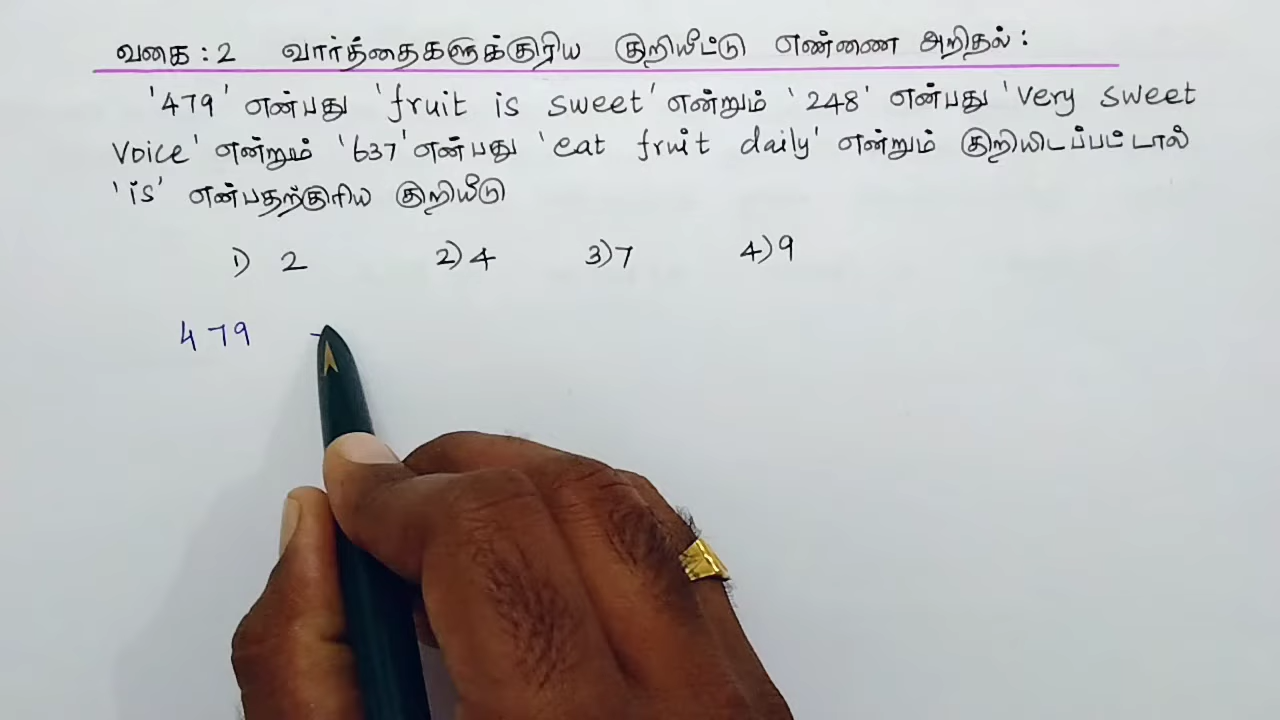 வகை : 2 வார்த்தைகளுக்குரிய குறியீட்டு எண்ணை அறிதல் :
'479' என்பது 'fruit is sweet' என்றும் '248' என்பது 'very sweet
voice' என்றும் '637' என்பது 'eat fruit daily' என்றும் குறியிடப்பட்டால்
'is' என்பதற்குரிய குறியீடு
1) 2 2) 4 3) 7 4) 9
479